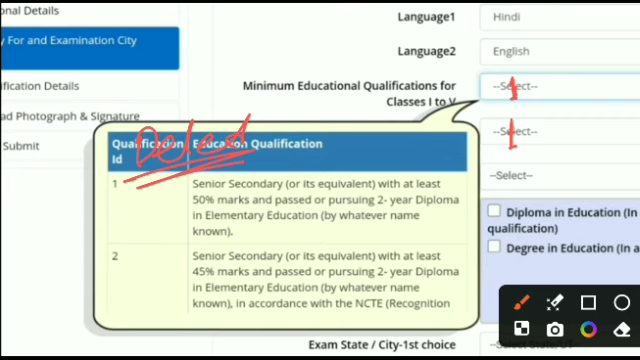 onal Details
Language1
Hindi
y For and Examination City
Language2
English
ification Details
Minimum Educational Qualifications for
Classes I to V
--Select--
ad Photograph & Signature
--Select--
Submit
Qualification Id
Education Qualification
--Select--
1
Senior Secondary (or its equivalent) with at least
50% marks and passed or pursuing 2- year Diploma
in Elementary Education (by whatever name
known).
Diploma in Education (In
qualification)
Degree in Education (In a
2
Senior Secondary (or its equivalent) with at least
45% marks and passed or pursuing 2- year Diploma
in Elementary Education (by whatever name
known), in accordance with the NCTE (Recognition
Exam State / City-1st choice